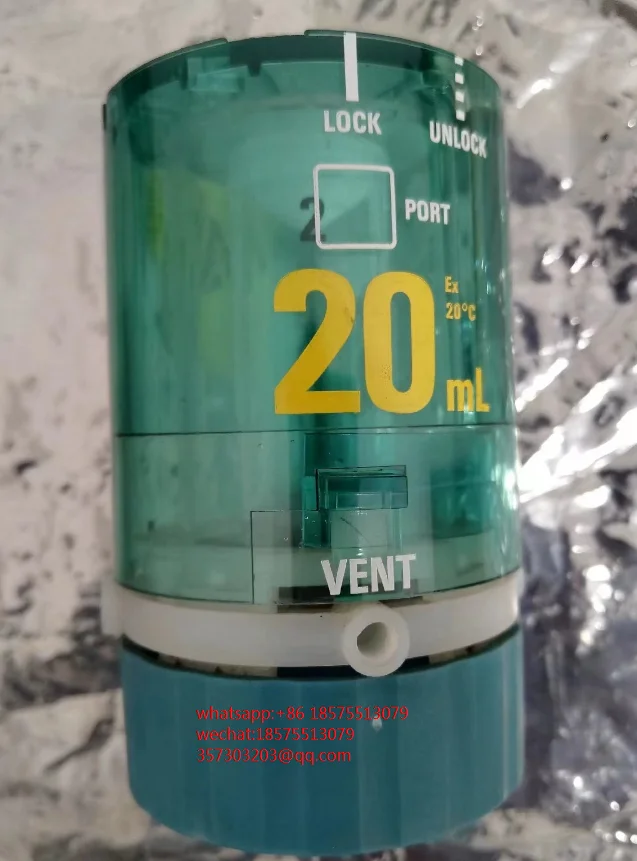 LOCK
UNLOCK
2
PORT
20 mL
Ex
20°C
VENT
whatsapp:+86 18575513079
wechat:18575513079
357303203@qq.com